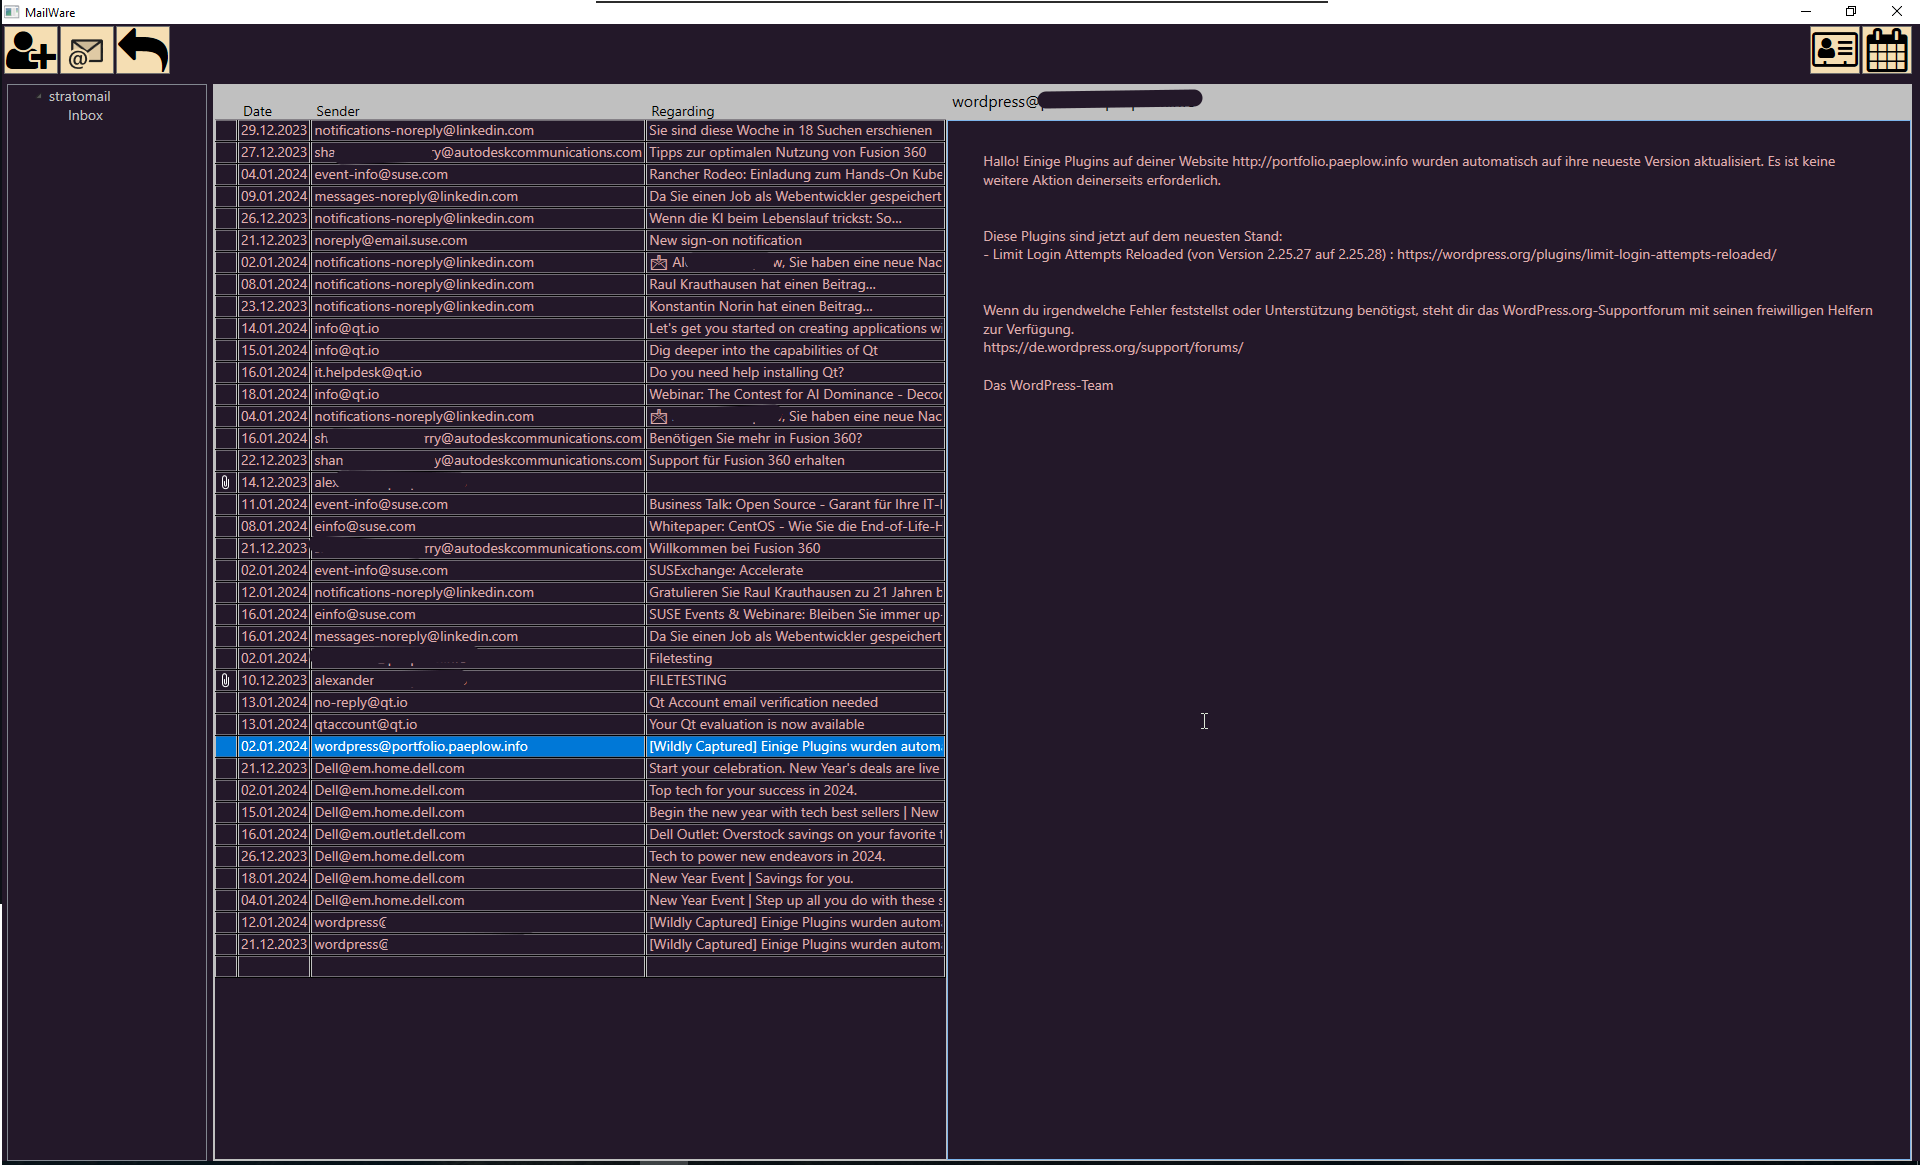 MailWare
stratomail
Inbox
Date Sender Regarding
wordpress@
29.12.2023 notifications-noreply@linkedin.com Sie sind diese Woche in 18 Suchen erschienen
27.12.2023 sha y@autodeskcommunications.com Tipps zur optimalen Nutzung von Fusion 360
04.01.2024 event-info@suse.com Rancher Rodeo: Einladung zum Hands-On Kube
09.01.2024 messages-noreply@linkedin.com Da Sie einen Job als Webentwickler gespeichert
26.12.2023 notifications-noreply@linkedin.com Wenn die KI beim Lebenslauf trickst: So...
21.12.2023 noreply@email.suse.com New sign-on notification
02.01.2024 notifications-noreply@linkedin.com Al w, Sie haben eine neue Nac
08.01.2024 notifications-noreply@linkedin.com Raul Krauthausen hat einen Beitrag...
23.12.2023 notifications-noreply@linkedin.com Konstantin Norin hat einen Beitrag...
14.01.2024 info@qt.io Let's get you started on creating applications wi
15.01.2024 info@qt.io Dig deeper into the capabilities of Qt
16.01.2024 it.helpdesk@qt.io Do you need help installing Qt?
18.01.2024 info@qt.io Webinar: The Contest for AI Dominance - Decoc
04.01.2024 notifications-noreply@linkedin.com , Sie haben eine neue Nac
16.01.2024 sh rry@autodeskcommunications.com Benötigen Sie mehr in Fusion 360?
22.12.2023 shan y@autodeskcommunications.com Support für Fusion 360 erhalten
14.12.2023 alex
11.01.2024 event-info@suse.com Business Talk: Open Source - Garant für Ihre IT-I
08.01.2024 einfo@suse.com Whitepaper: CentOS - Wie Sie die End-of-Life-H
21.12.2023 rry@autodeskcommunications.com Willkommen bei Fusion 360
02.01.2024 event-info@suse.com SUSExchange: Accelerate
12.01.2024 notifications-noreply@linkedin.com Gratulieren Sie Raul Krauthausen zu 21 Jahren b
16.01.2024 einfo@suse.com SUSE Events & Webinare: Bleiben Sie immer up-
16.01.2024 messages-noreply@linkedin.com Da Sie einen Job als Webentwickler gespeichert
02.01.2024 Filetesting
10.12.2023 alexander FILETESTING
13.01.2024 no-reply@qt.io Qt Account email verification needed
13.01.2024 qtaccount@qt.io Your Qt evaluation is now available
02.01.2024 wordpress@portfolio.paeplow.info [Wildly Captured] Einige Plugins wurden autom
21.12.2023 Dell@em.home.dell.com Start your celebration. New Year's deals are live
02.01.2024 Dell@em.home.dell.com Top tech for your success in 2024.
15.01.2024 Dell@em.home.dell.com Begin the new year with tech best sellers | New
16.01.2024 Dell@em.outlet.dell.com Dell Outlet: Overstock savings on your favorite t
26.12.2023 Dell@em.home.dell.com Tech to power new endeavors in 2024.
18.01.2024 Dell@em.home.dell.com New Year Event | Savings for you.
04.01.2024 Dell@em.home.dell.com New Year Event | Step up all you do with these s
12.01.2024 wordpress@ [Wildly Captured] Einige Plugins wurden autom
21.12.2023 wordpress@ [Wildly Captured] Einige Plugins wurden autom
Hallo! Einige Plugins auf deiner Website http://portfolio.paeplow.info wurden automatisch auf ihre neueste Version aktualisiert. Es ist keine
weitere Aktion deinerseits erforderlich.
Diese Plugins sind jetzt auf dem neuesten Stand:
- Limit Login Attempts Reloaded (von Version 2.25.27 auf 2.25.28) : https://wordpress.org/plugins/limit-login-attempts-reloaded/
Wenn du irgendwelche Fehler feststellst oder Unterstützung benötigst, steht dir das WordPress.org-Supportforum mit seinen freiwilligen Helfern
zur Verfügung.
https://de.wordpress.org/support/forums/
Das WordPress-Team